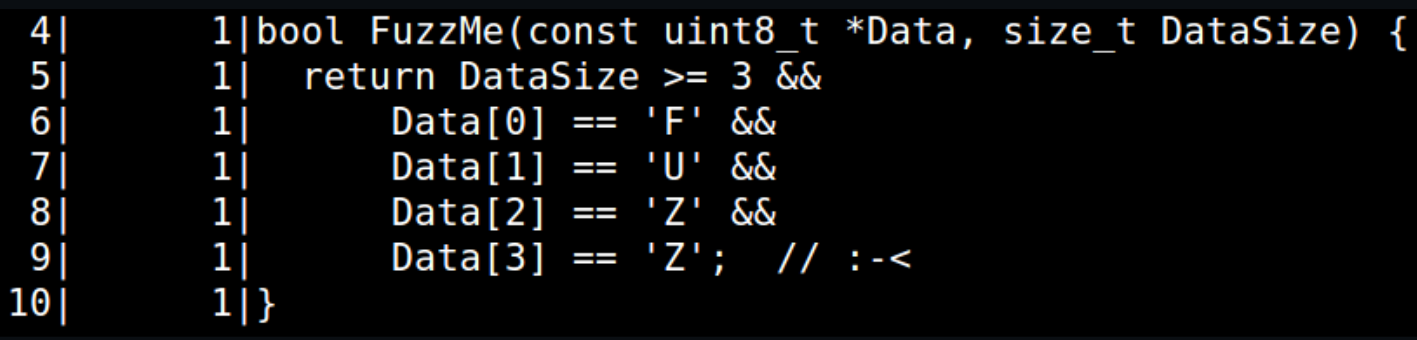 4|      1|bool FuzzMe(const uint8_t *Data, size_t DataSize) {
 5|      1|  return DataSize >= 3 &&
 6|      1|      Data[0] == 'F' &&
 7|      1|      Data[1] == 'U' &&
 8|      1|      Data[2] == 'Z' &&
 9|      1|      Data[3] == 'Z';  // :-<
10|      1|}